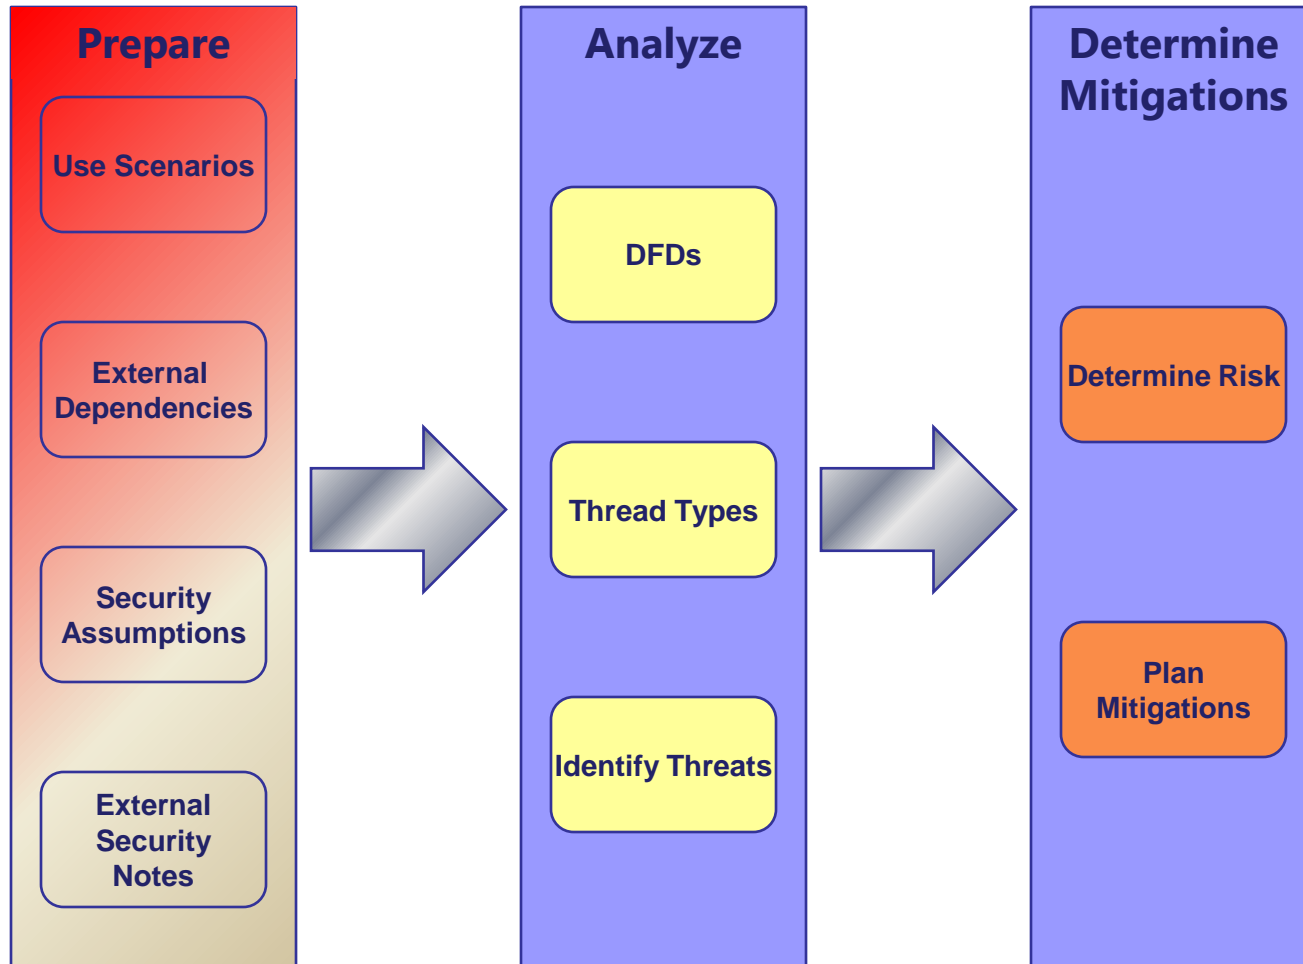 Prepare
Use Scenarios
External
Dependencies
Security
Assumptions
External
Security
Notes
Analyze
DFDs
Thread Types
Identify Threats
Determine
Mitigations
Determine Risk
Plan
Mitigations